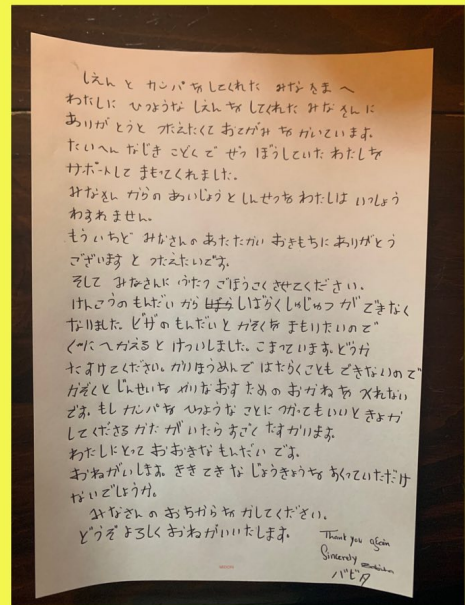 しえん と カンパ をしてくれた みなさまへ
わたしに ひつような しえん をしてくれた みなさんに
ありがとうと つたえたくて おてがみ をかいています。
たいへん なじき こどくで ぜつぼうしていた わたしを
サポートして まもってくれました。
みなさん からの あいじょうと しんせつを わたしは いっしょう
わすれ ません。
もういちど みなさんの あたたかい おきもちに ありがとう
ございますと つたえたいです。
そして みなさんに ふたつ ごほうこく させてください。
けんこうの もんだい から しばらく しゅじゅつ が できなく
なりました。ビザの もんだいと かぞくを まもりたいので
くにへかえると けついしました。こまっています。どうか
たすけてください。かりほうめんで はたらくことも できないので
かぞくと じんせいを やりなおす ための おかねを つくれない
です。もし カンパを ひつような ことに つかってもいいと きょか
してくださる かた が いたら すごく たすかります。
わたしにとって おおきな もんだい です。
おねがいします。ききてきな じょうきょうを わかっていただけ
ないでしょうか。
みなさんの おちから をかしてください。
どうぞ よろしく おねがいいたします。
Thank you again
Sincerely
バビタ